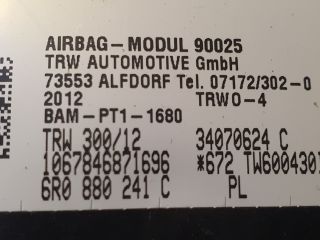 AIRBAG-MODUL 90025
TRW AUTOMOTIVE GmbH
73553 ALFDORF Tel. 07172/302-0
2012 TRWO-4
BAM-PT1-1680
TRW 300/12 34070624 C
1067846871696 *672 TW600430
6R0 880 241 C PL